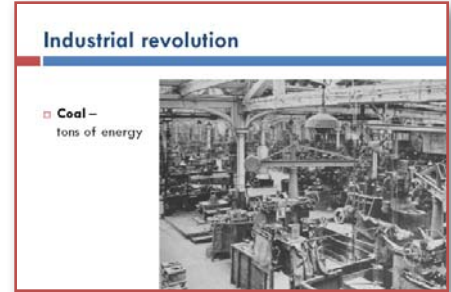 Industrial revolution
Coal –
tons of energy